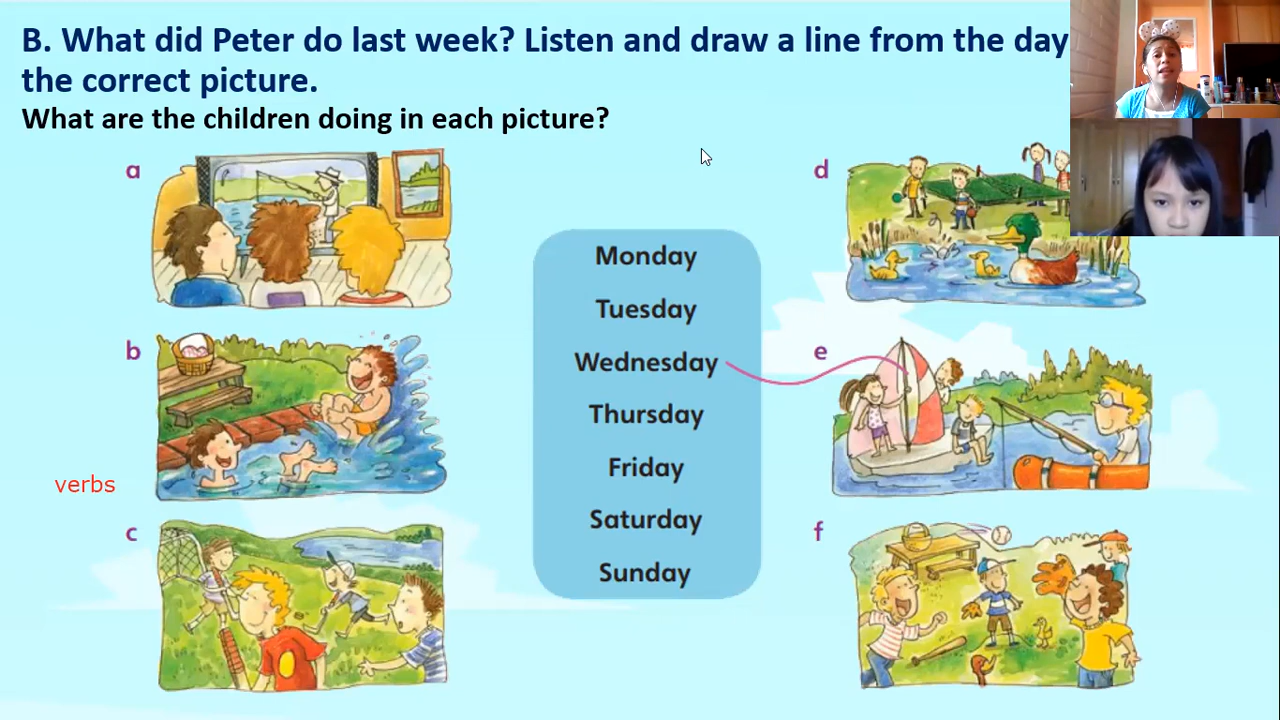 B. What did Peter do last week? Listen and draw a line from the day
the correct picture.
What are the children doing in each picture?
a
d
Monday
Tuesday
b
Wednesday
e
Thursday
Friday
verbs
Saturday
c
f
Sunday